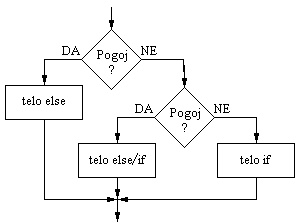 DA
Pogoj
?
NE
telo else
DA
Pogoj
?
NE
telo else/if
telo if